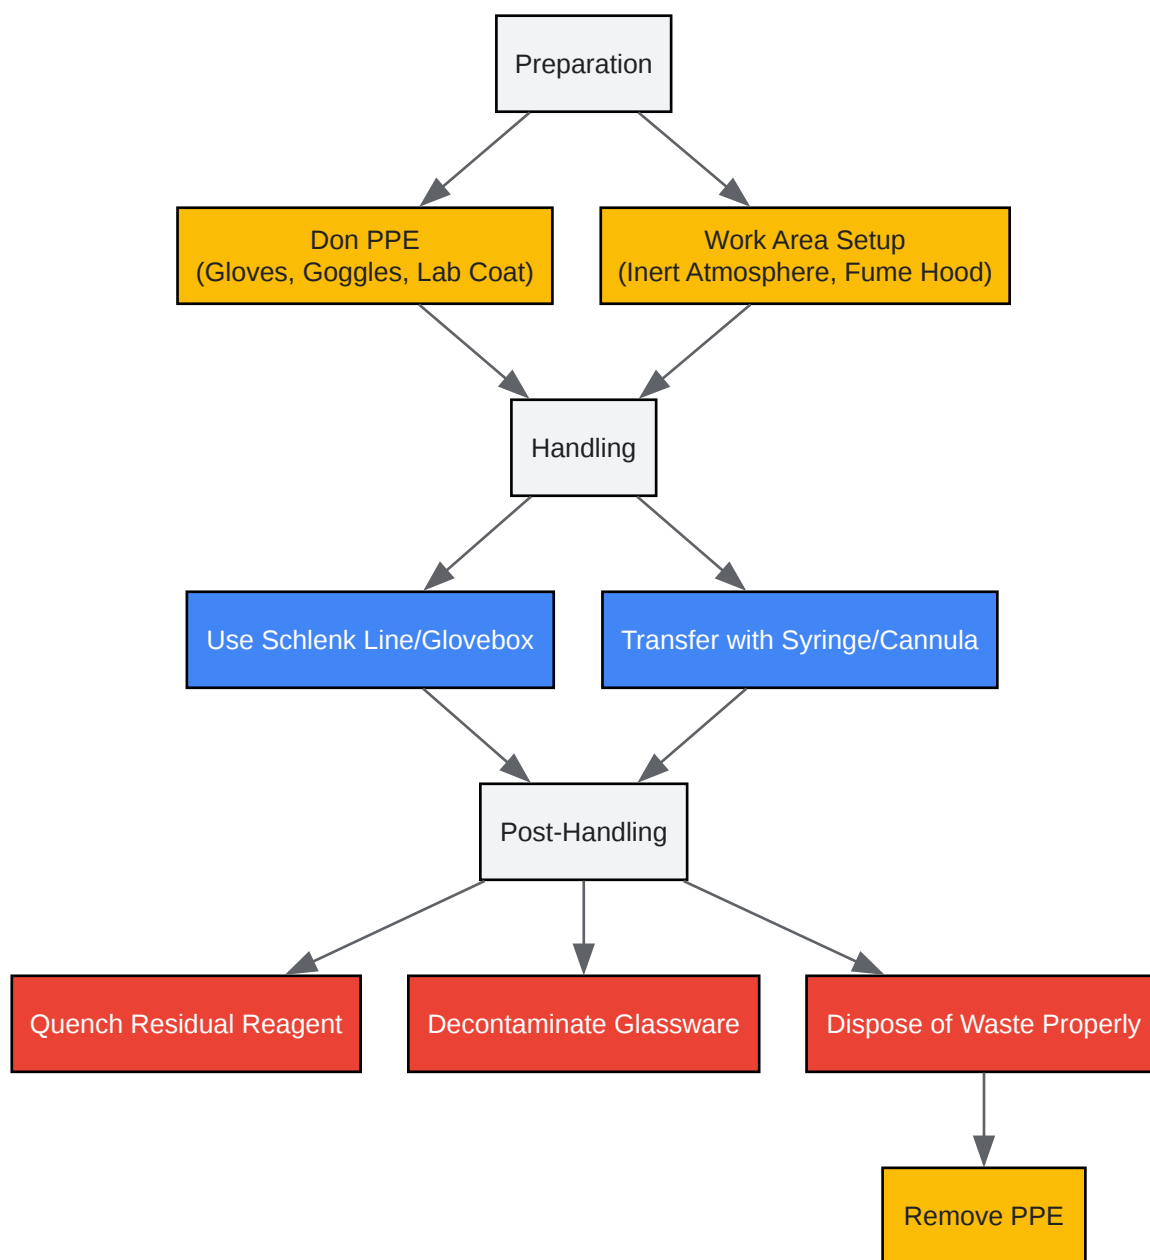 Preparation
Don PPE
(Gloves, Goggles, Lab Coat)
Work Area Setup
(Inert Atmosphere, Fume Hood)
Handling
Use Schlenk Line/Glovebox
Transfer with Syringe/Cannula
Post-Handling
Quench Residual Reagent
Decontaminate Glassware
Dispose of Waste Properly
Remove PPE